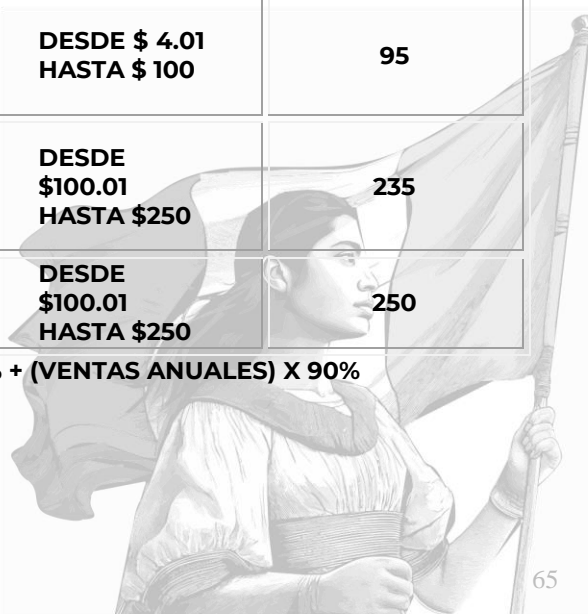 DESDE $ 4.01
HASTA $ 100
95
DESDE
$100.01
HASTA $250
235
DESDE
$100.01
HASTA $250
250
+ (VENTAS ANUALES) X 90%
65